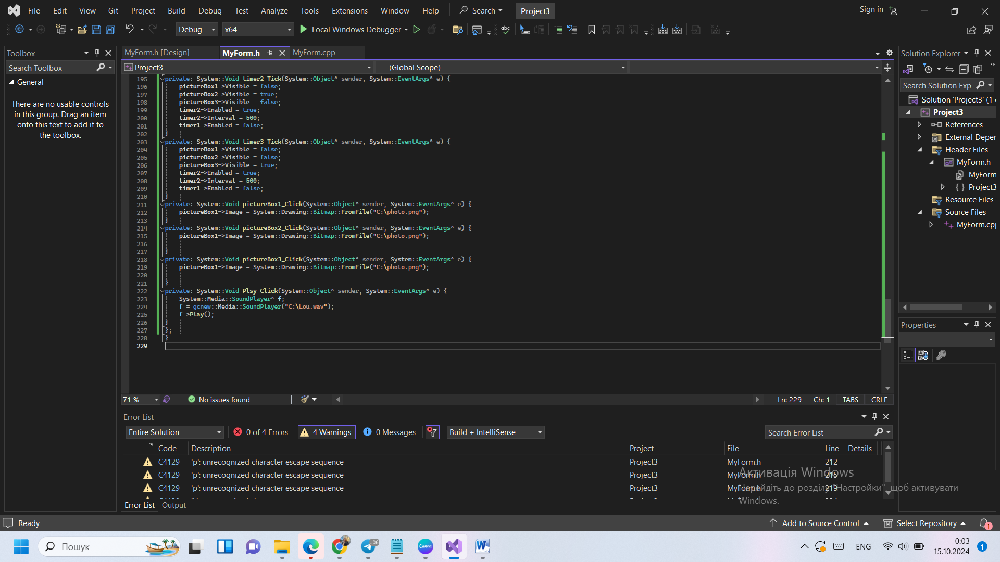 File Edit View Git Project Build Debug Test Analyze Tools Extensions Window Help Search Project3 Sign in
Debug x64 Local Windows Debugger abc
Toolbox
Search Toolbox
General
There are no usable controls
in this group. Drag an item
onto this text to add it to
the toolbox.
MyForm.h [Design] MyForm.h MyForm.cpp
Project3 (Global Scope)
195 private: System::Void timer2_Tick(System::Object^ sender, System::EventArgs^ e) {
196 pictureBox1->Visible = false;
197 pictureBox2->Visible = true;
198 pictureBox3->Visible = false;
199 timer2->Enabled = true;
200 timer2->Interval = 500;
201 timer1->Enabled = false;
202 }
203 private: System::Void timer3_Tick(System::Object^ sender, System::EventArgs^ e) {
204 pictureBox1->Visible = false;
205 pictureBox2->Visible = false;
206 pictureBox3->Visible = true;
207 timer2->Enabled = true;
208 timer2->Interval = 500;
209 timer1->Enabled = false;
210 }
211 private: System::Void pictureBox1_Click(System::Object^ sender, System::EventArgs^ e) {
212 pictureBox1->Image = System::Drawing::Bitmap::FromFile("C:\photo.png");
213 }
214 private: System::Void pictureBox2_Click(System::Object^ sender, System::EventArgs^ e) {
215 pictureBox1->Image = System::Drawing::Bitmap::FromFile("C:\photo.png");
216
217 }
218 private: System::Void pictureBox3_Click(System::Object^ sender, System::EventArgs^ e) {
219 pictureBox1->Image = System::Drawing::Bitmap::FromFile("C:\photo.png");
220
221 }
222 private: System::Void Plsy_Click(System::Object^ sender, System::EventArgs^ e) {
223 System::Media::SoundPlayer^ f;
224 f = gcnew::Media::SoundPlayer("C:\Lou.wav");
225 f->Play();
226 }
227 };
228 }
229
71 % No issues found Ln: 229 Ch: 1 TABS CRLF
Error List
Entire Solution 0 of 4 Errors 4 Warnings 0 Messages Build + IntelliSense Search Error List
Code Description Project File Line Details
C4129 'p': unrecognized character escape sequence Project3 MyForm.h 212
C4129 'p': unrecognized character escape sequence Project3 MyForm.h 215
C4129 'p': unrecognized character escape sequence Project3 MyForm.h 219
Error List Output
Solution Explorer
Search Solution Exp
Solution 'Project3' (1
Project3
References
External Deper
Header Files
MyForm.h
MyForm
Project3
Resource Files
Source Files
MyForm.cp
Properties
Активація Windows
Перейдіть до розділу "Настройки", щоб активувати
Windows.
Ready Add to Source Control Select Repository 1
Пошук Canva .06 W ENG 0:03
15.10.2024 1